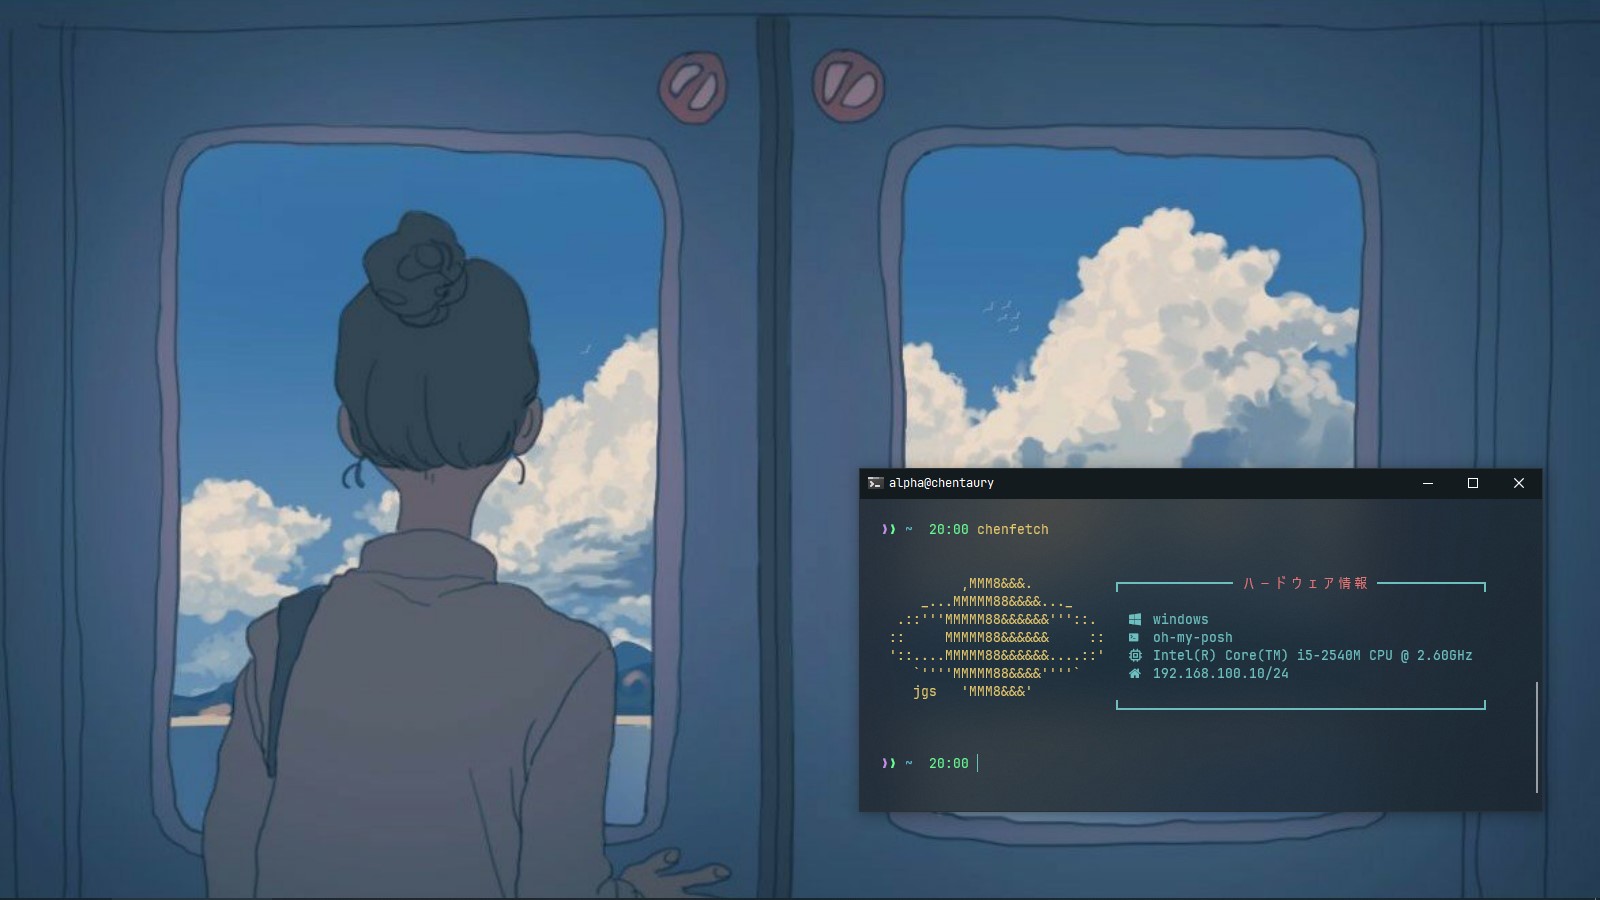 alpha@chentaury
❯❯ ~  20:00 chenfetch
         ,MMM8&&&.
    _...MMMMM88&&&&..._
 .::'''MMMMM88&&&&&&'''::.
::     MMMMM88&&&&&&     ::
'::....MMMMM88&&&&&&....::'
   `''''MMMMM88&&&&''''`
   jgs   'MMM8&&&'
ハードウェア情報
windows
oh-my-posh
Intel(R) Core(TM) i5-2540M CPU @ 2.60GHz
192.168.100.10/24
❯❯ ~  20:00